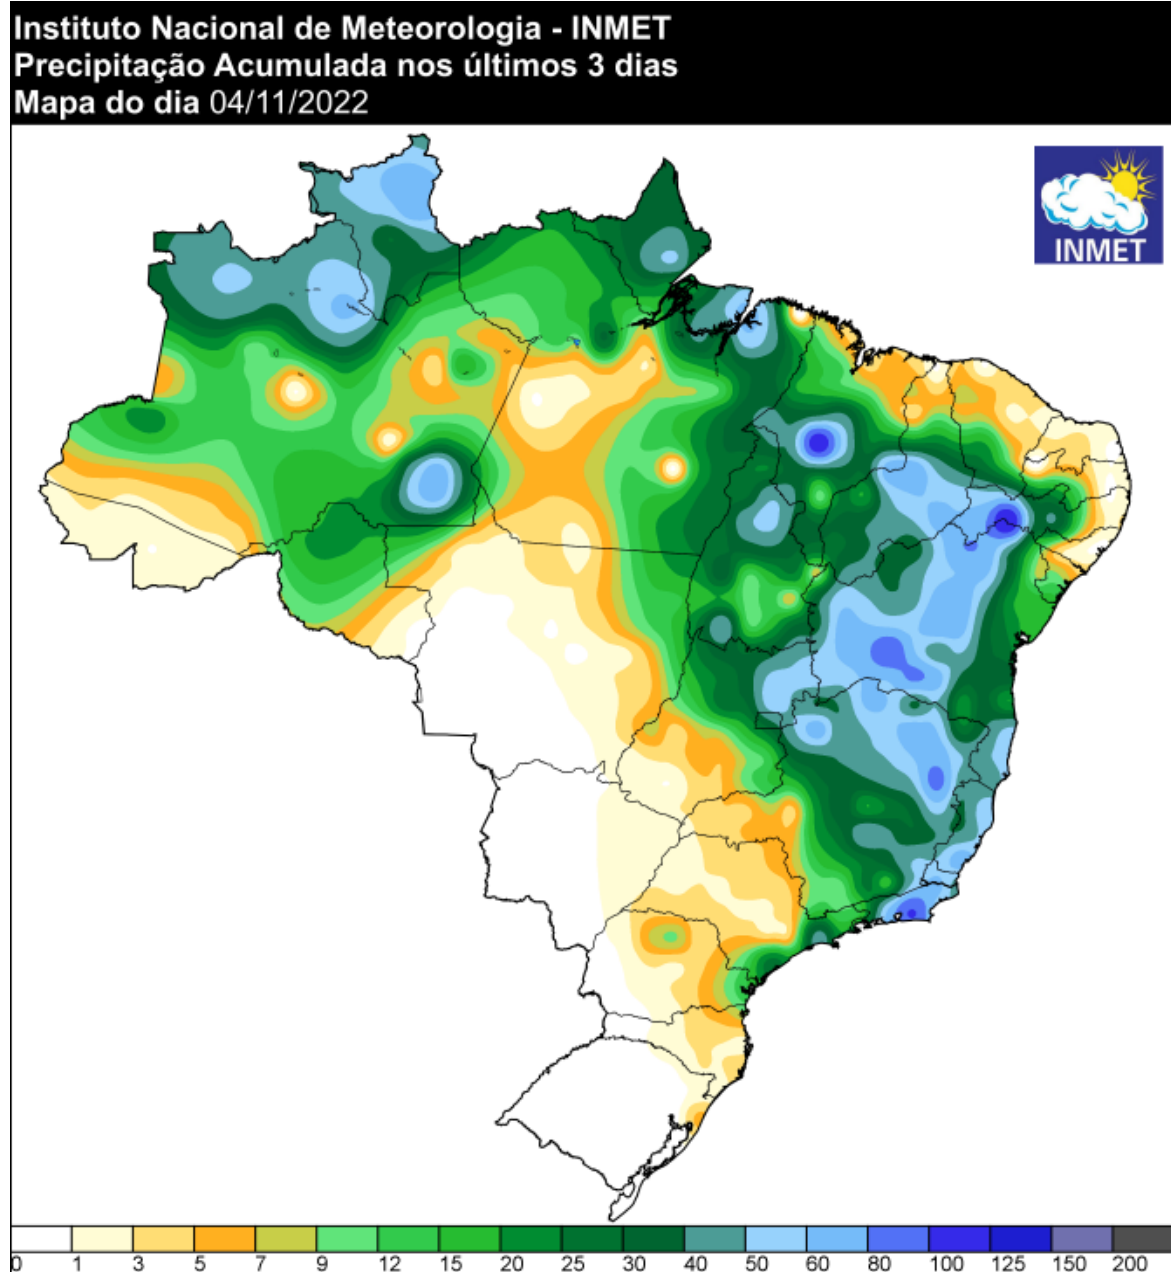 Instituto Nacional de Meteorologia - INMET
Precipitação Acumulada nos últimos 3 dias
Mapa do dia 04/11/2022
INMET
0 1 3 5 7 9 12 15 20 25 30 40 50 60 80 100 125 150 200